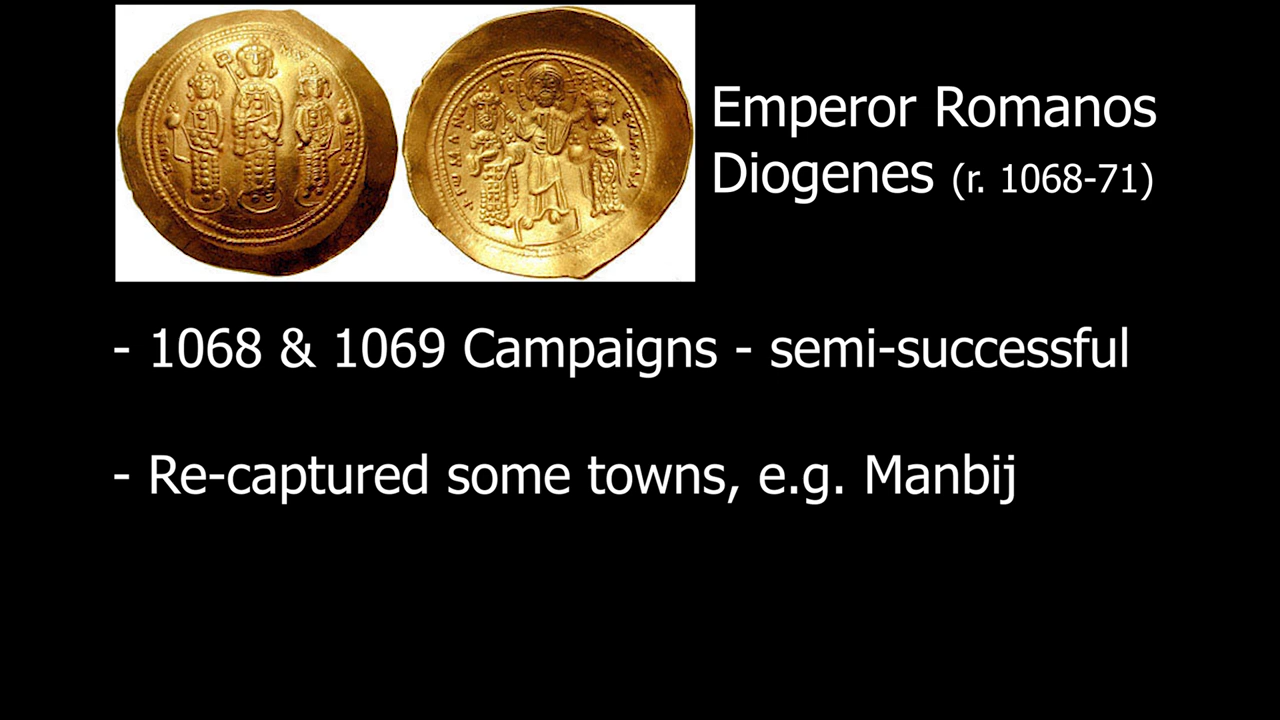 Emperor Romanos
Diogenes (r. 1068-71)
- 1068 & 1069 Campaigns - semi-successful
- Re-captured some towns, e.g. Manbij